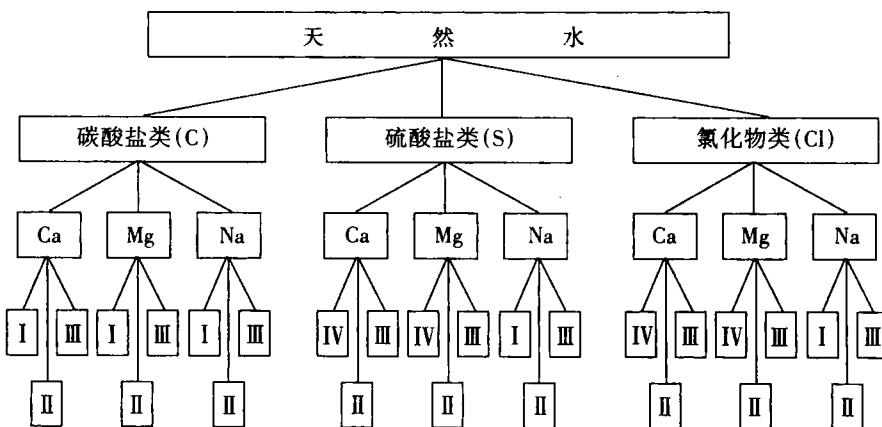 天 然 水
碳酸盐类(C) 硫酸盐类(S) 氯化物类(Cl)
Ca Mg Na Ca Mg Na Ca Mg Na
I Ⅲ I Ⅲ I Ⅲ IV Ⅲ IV Ⅲ I Ⅲ IV Ⅲ IV Ⅲ I Ⅲ
Ⅱ Ⅱ Ⅱ Ⅱ Ⅱ Ⅱ Ⅱ Ⅱ Ⅱ